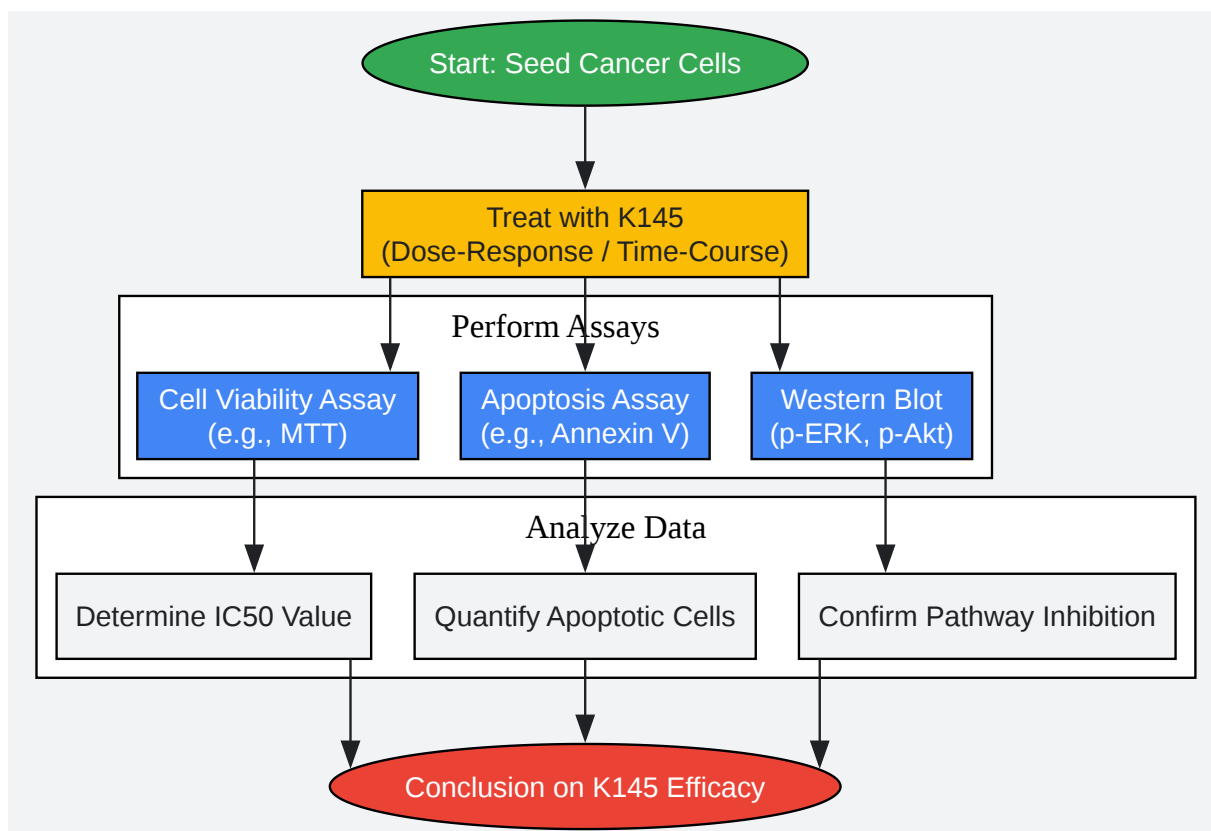 Start: Seed Cancer Cells
Treat with K145
(Dose-Response / Time-Course)
Perform Assays
Cell Viability Assay
(e.g., MTT)
Apoptosis Assay
(e.g., Annexin V)
Western Blot
(p-ERK, p-Akt)
Analyze Data
Determine IC50 Value
Quantify Apoptotic Cells
Confirm Pathway Inhibition
Conclusion on K145 Efficacy